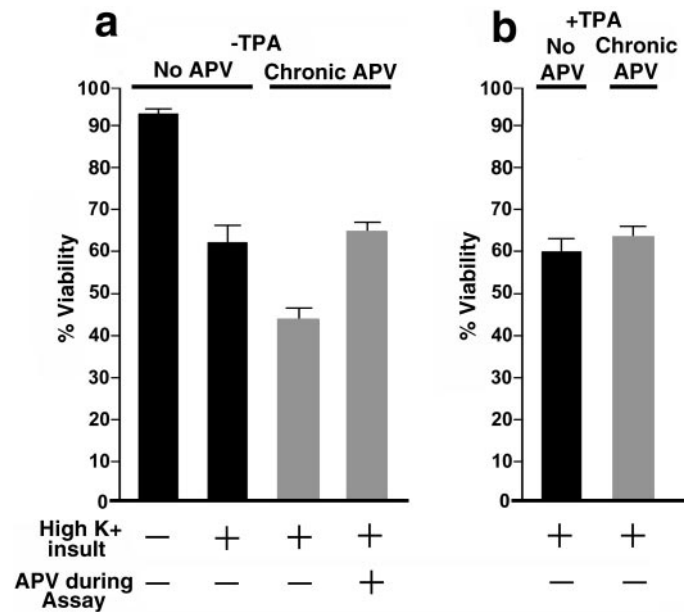 a
-TPA
No APV Chronic APV
100
90
80
70
60
50
40
30
20
10
0
% Viability
High K+
insult
— + + +
APV during
Assay
— — — +
b
+TPA
No
APV
Chronic
APV
100
90
80
70
60
50
40
30
20
10
0
% Viability
+ +
— —